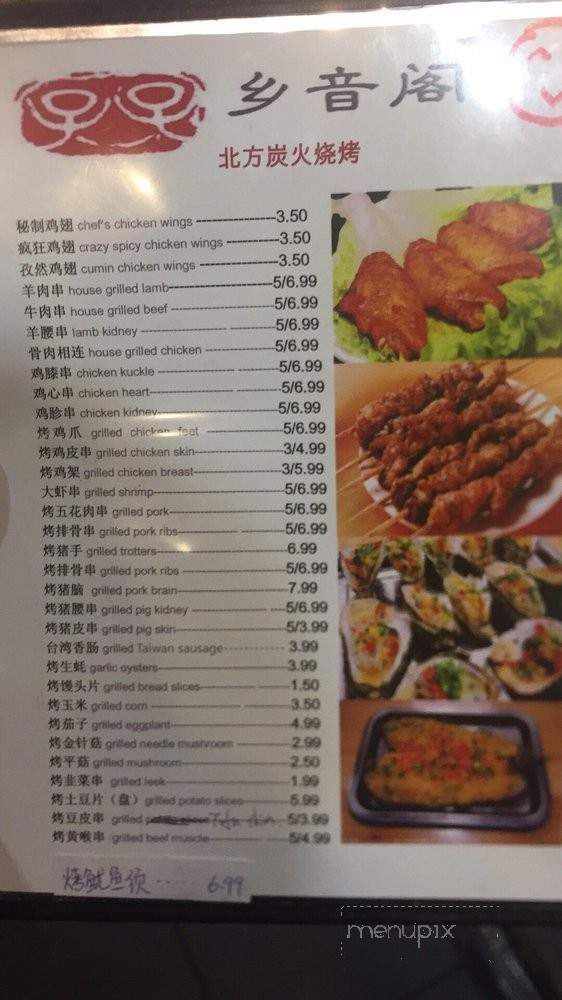 乡音阁
北方炭火烧烤
秘制鸡翅 chef's chicken wings ----------------3.50
疯狂鸡翅 crazy spicy chicken wings -----------3.50
孜然鸡翅 cumin chicken wings ----------------3.50
羊肉串 house grilled lamb---------------------5/6.99
牛肉串 house grilled beef ---------------------5/6.99
羊腰串 lamb kidney ----------------- ----------5/6.99
骨肉相连 house grilled chicken ---------------5/6.99
鸡膝串 chicken kuckle ---------------- --------5/6.99
鸡心串 chicken heart---------------------------5/6.99
鸡胗串 chicken kidney-------------------------5/6.99
烤鸡爪 grilled chicken feat ----------------5/6.99
烤鸡皮串 grilled chicken skin------------------3/4.99
烤鸡架 grilled chicken breast------------------3/5.99
大虾串 grilled shrimp---------------------------5/6.99
烤五花肉串 grilled pork------------------------5/6.99
烤排骨串 grilled pork ribs------------- ---------5/6.99
烤猪手 grilled trotters--------------------------6.99
烤排骨串 grilled pork ribs ---------------------5/6.99
烤猪脑 grilled pork brain---------------------7.99
烤猪腰串 grilled pig kidney -------------------5/6.99
烤猪皮串 grilled pig skin----------------------5/3.99
台湾香肠 grilled Taiwan sausage------------ 3.99
烤生蚝 garlic oysters--------------------------3.99
烤馒头片 grilled bread slices------------ ------1.50
烤玉米 grilled corn ---------------- ------------3.50
烤茄子 grilled eggplant------------------------4.99
烤金针菇 grilled needle mushroom ------------2.99
烤平菇 grilled mushroom----------------------2.50
烤韭菜串 grilled leek--------------------------1.99
烤土豆片（盘）grilled potato slices----------5.99
烤豆皮串 grilled Tofu skin 5/3.99
烤黄喉串 grilled beef muscle-----------------5/4.99
烤鱿鱼须 ····· 6.99
menupix